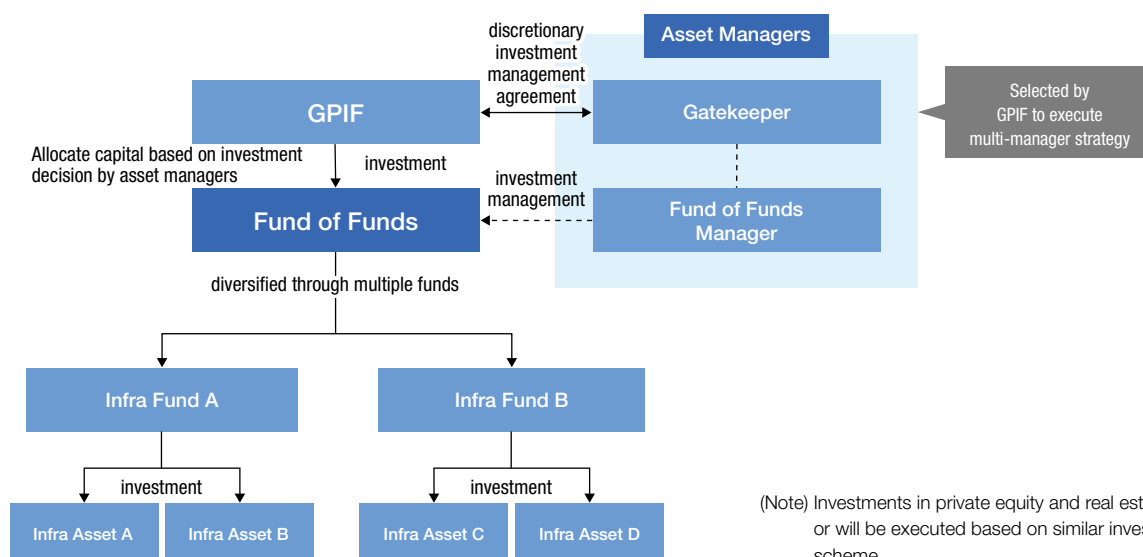 discretionary
investment
management
agreement
Asset Managers
GPIF
Gatekeeper
Selected by
GPIF to execute
multi-manager strategy
Allocate capital based on investment
decision by asset managers
investment
investment
management
Fund of Funds
Fund of Funds
Manager
diversified through multiple funds
Infra Fund A
Infra Fund B
investment
investment
Infra Asset A
Infra Asset B
Infra Asset C
Infra Asset D
(Note) Investments in private equity and real
or will be executed based on similar
scheme